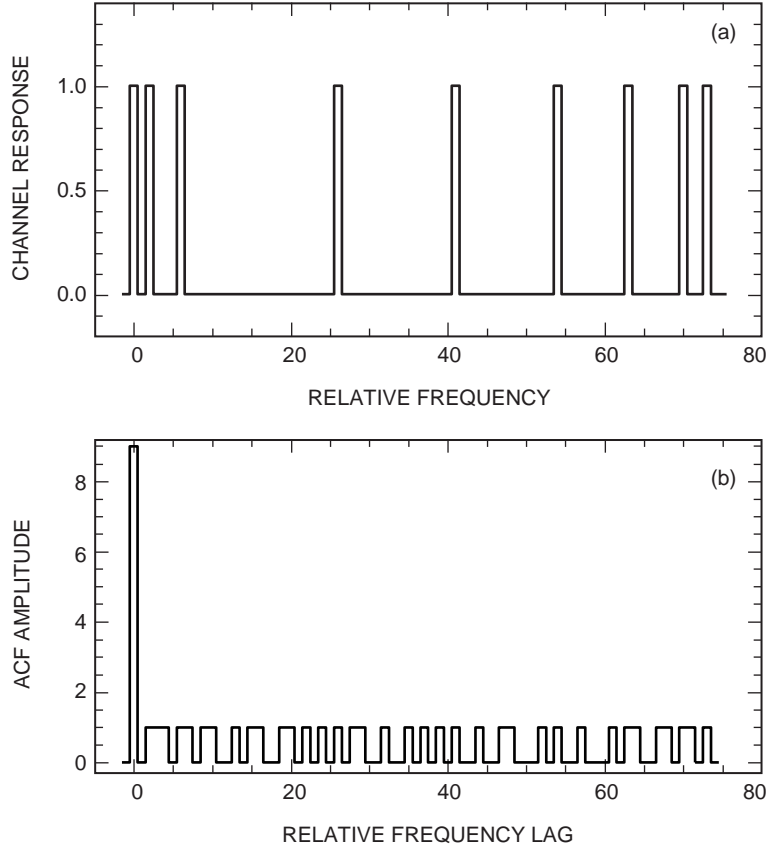 (a)
CHANNEL RESPONSE
1.0
0.5
0.0
0 20 40 60 80
RELATIVE FREQUENCY
(b)
ACF AMPLITUDE
8
6
4
2
0
0 20 40 60 80
RELATIVE FREQUENCY LAG